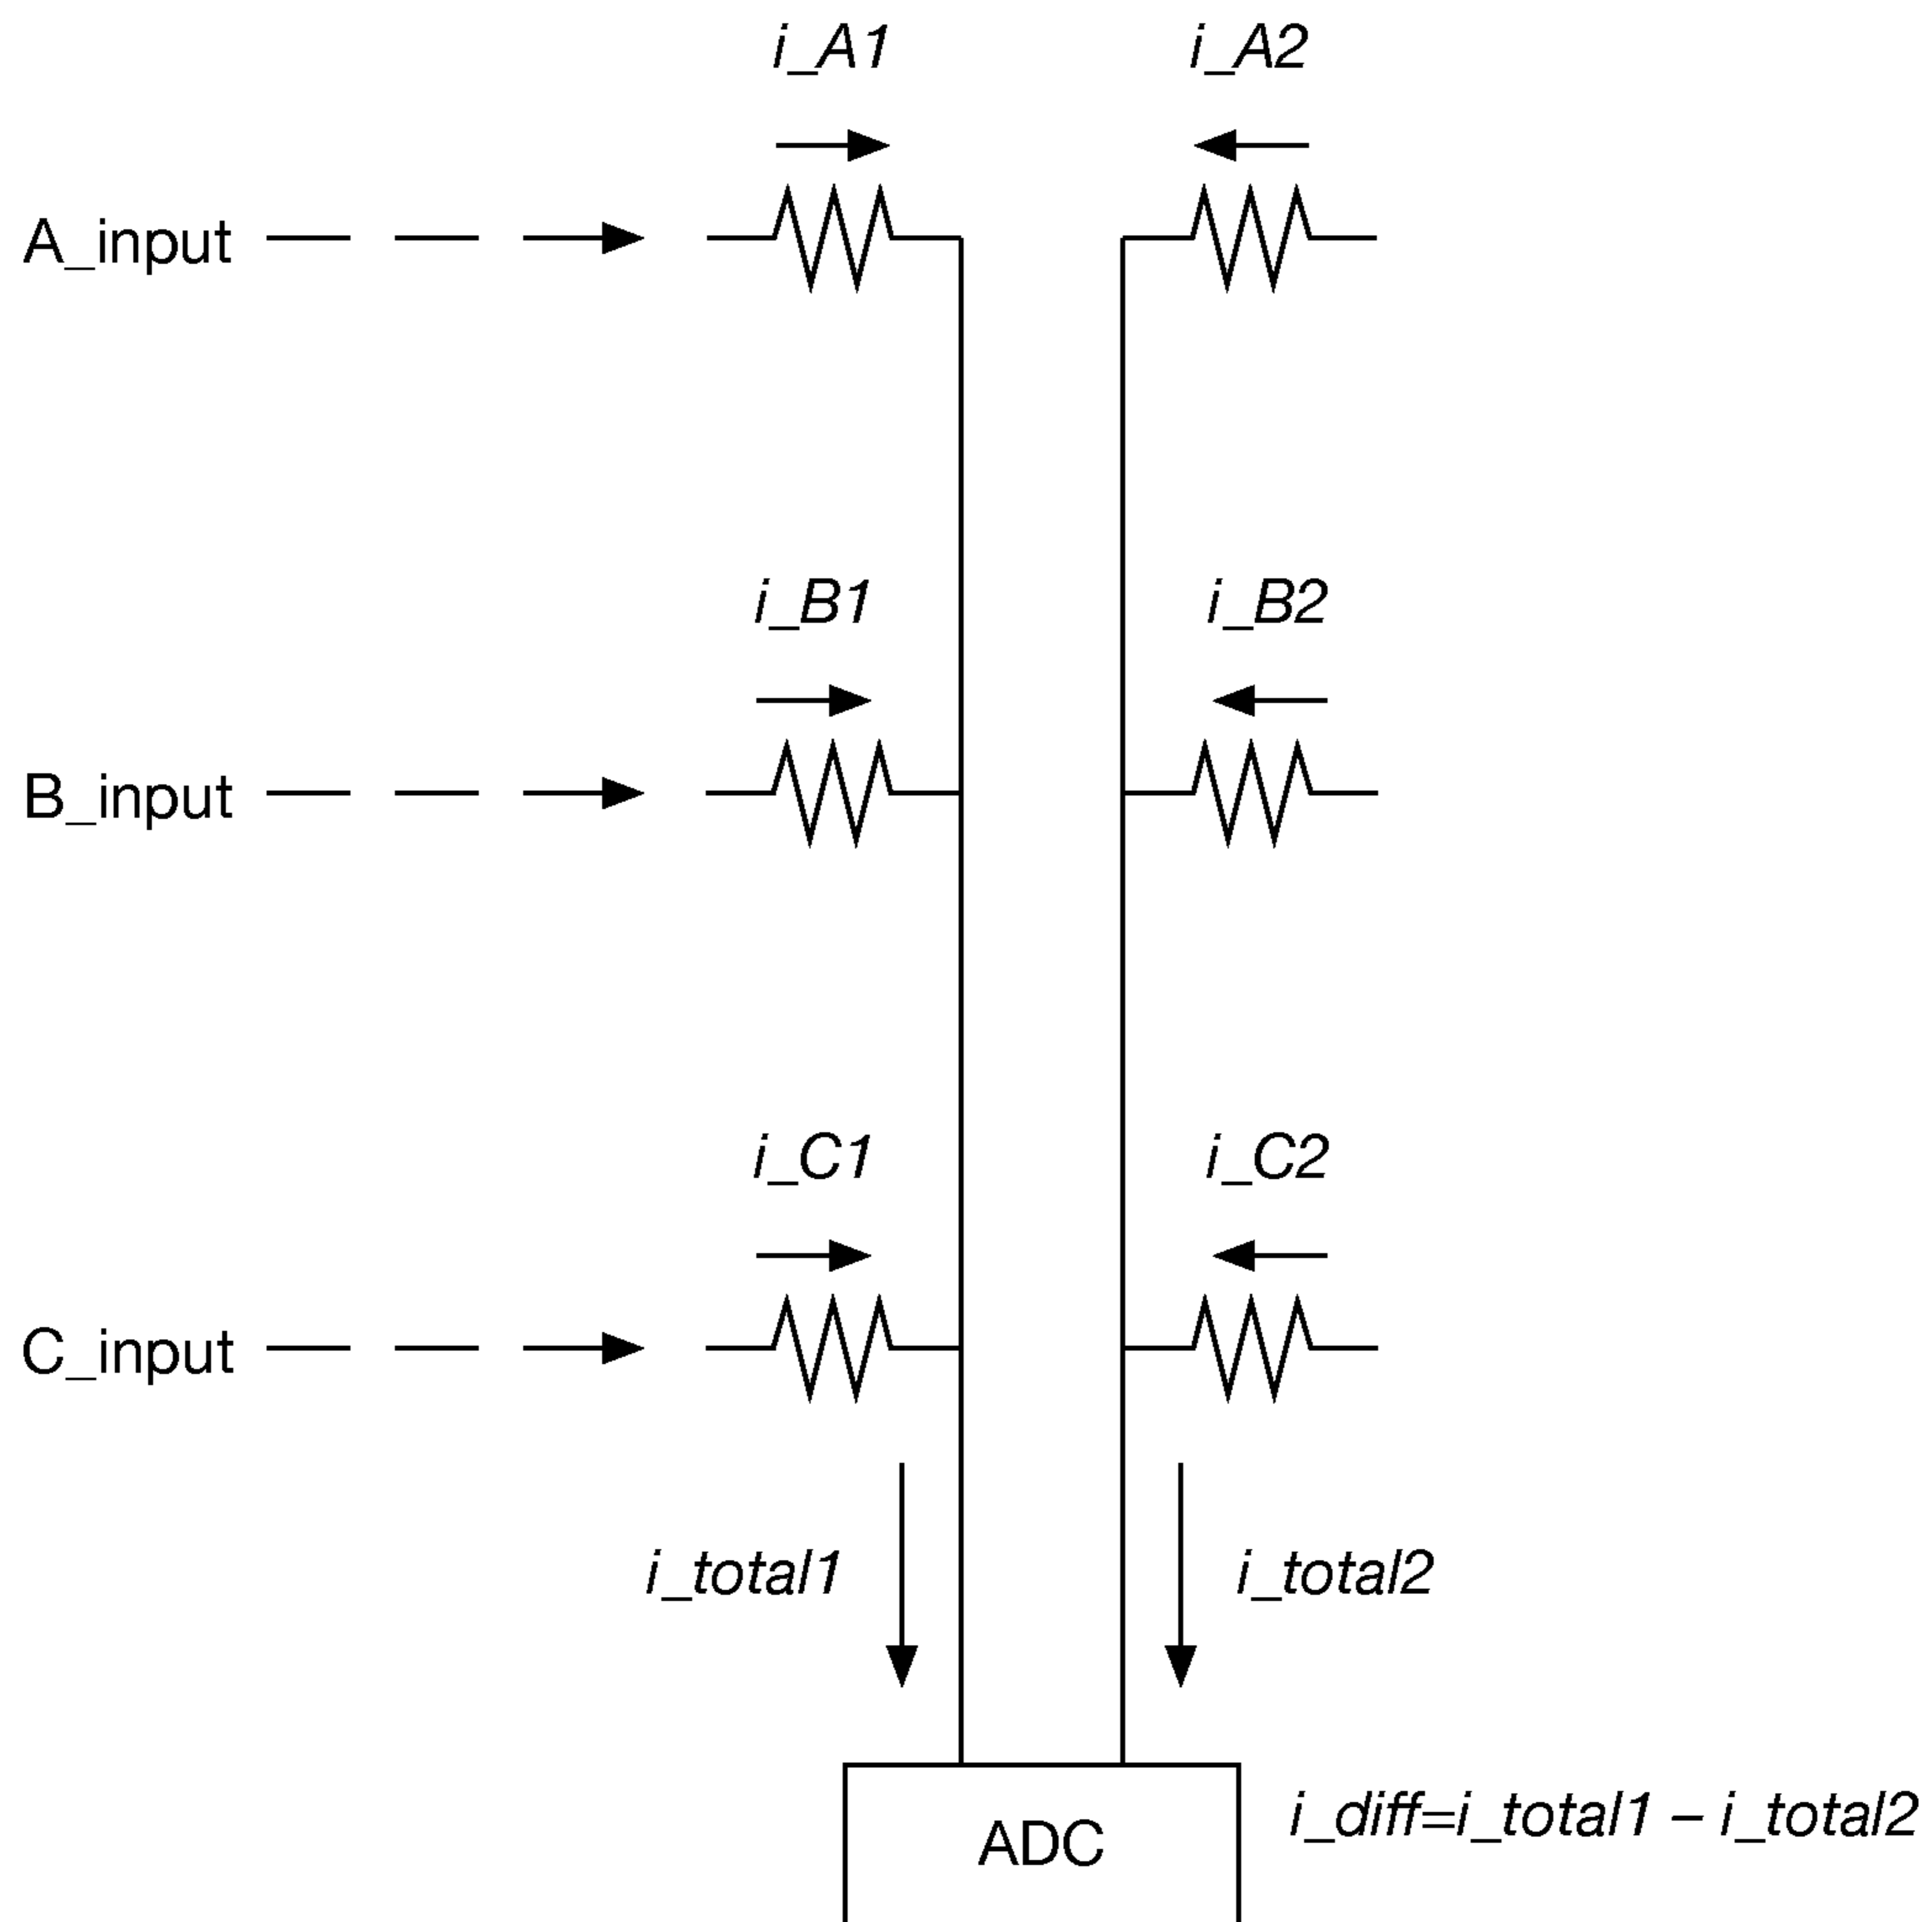 i_A1 i_A2
A_input
i_B1 i_B2
B_input
i_C1 i_C2
C_input
i_total1 i_total2
ADC
i_diff=i_total1 – i_total2